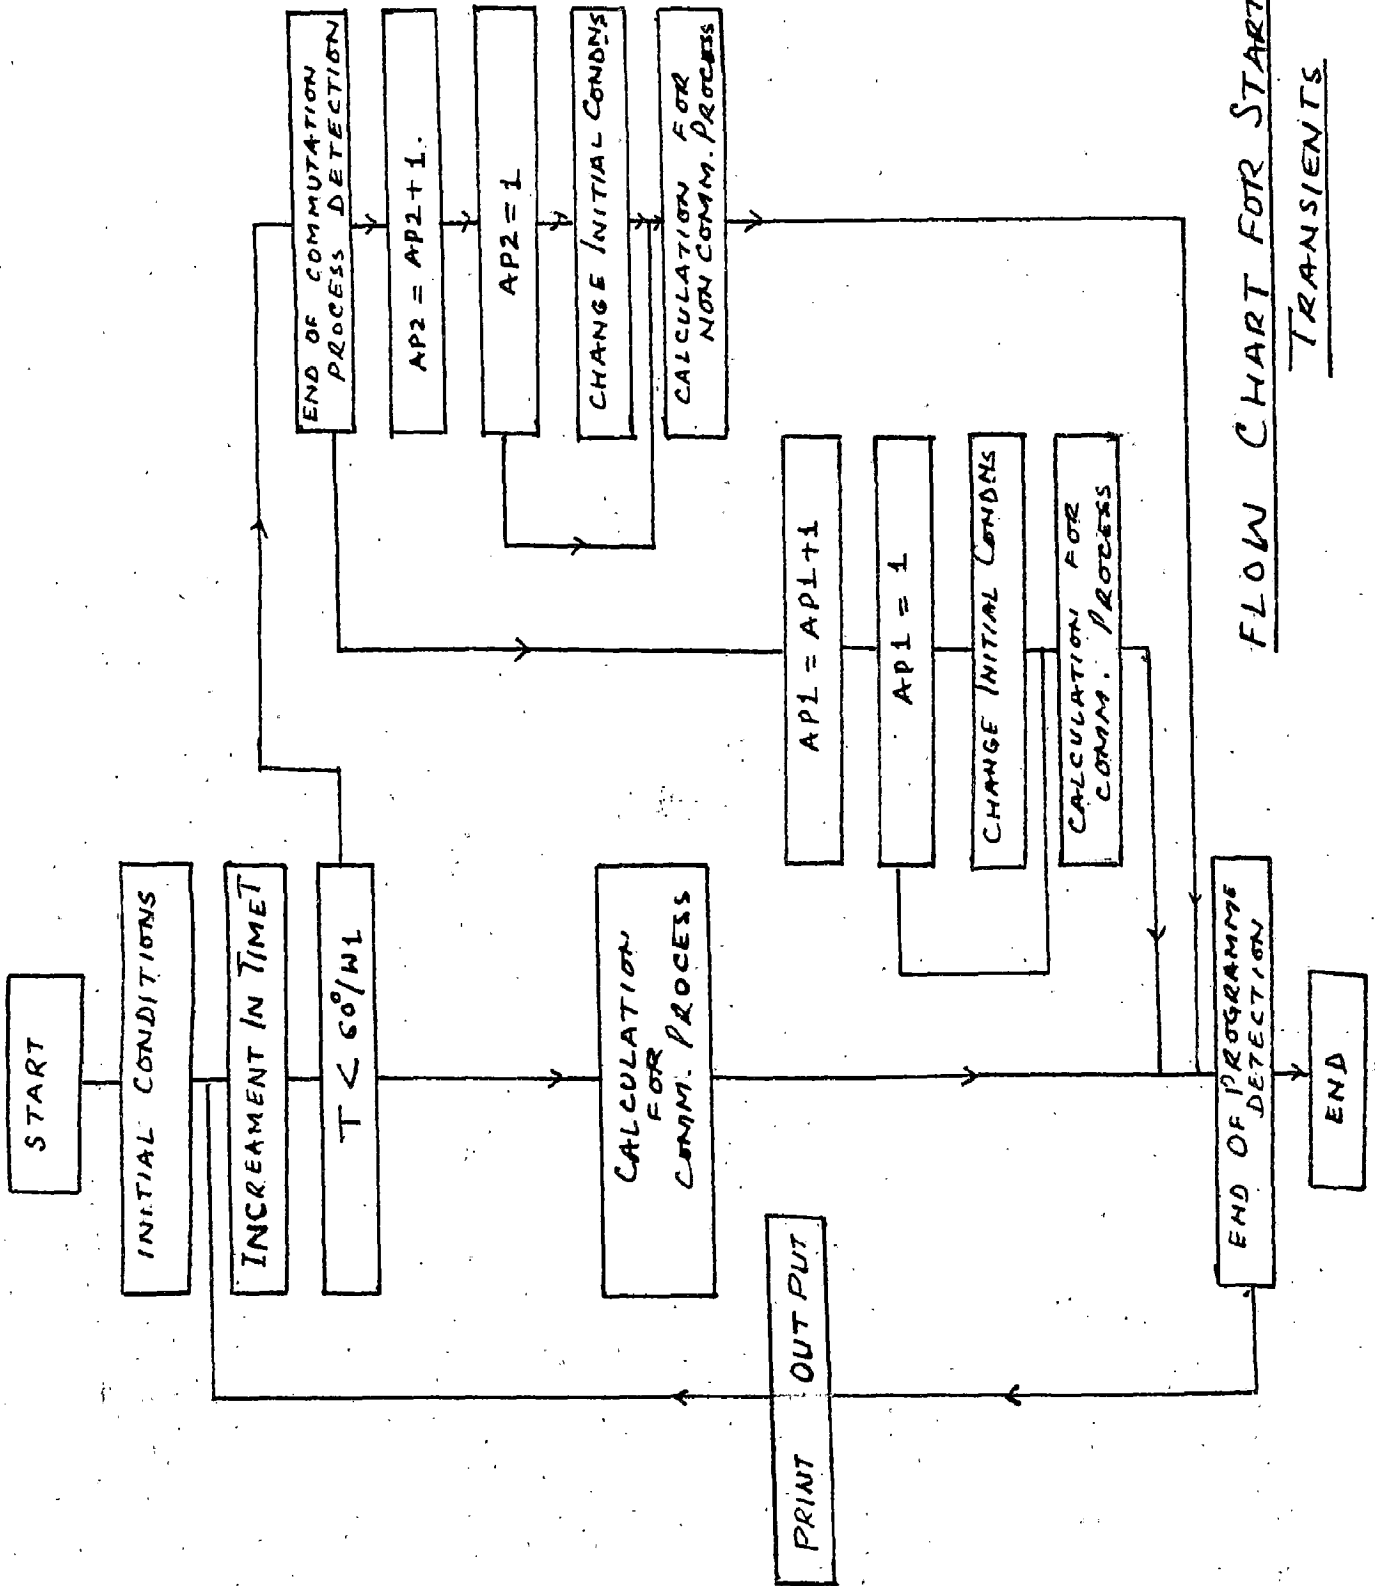 START
INITIAL CONDITIONS
INCREAMENT IN TIME T
T < 60°/W1
CALCULATION
FOR
COMM. PROCESS
PRINT OUT PUT
END OF PROGRAMME
DETECTION
END
END OF COMMUTATION
PROCESS DETECTION
AP2 = AP2+1.
AP2 = 1
CHANGE INITIAL CONDNS
CALCULATION FOR
NON COMM. PROCESS
AP1 = AP1+1
AP1 = 1
CHANGE INITIAL CONDNS
CALCULATION FOR
COMM. PROCESS
FLOW CHART FOR START
TRANSIENTS